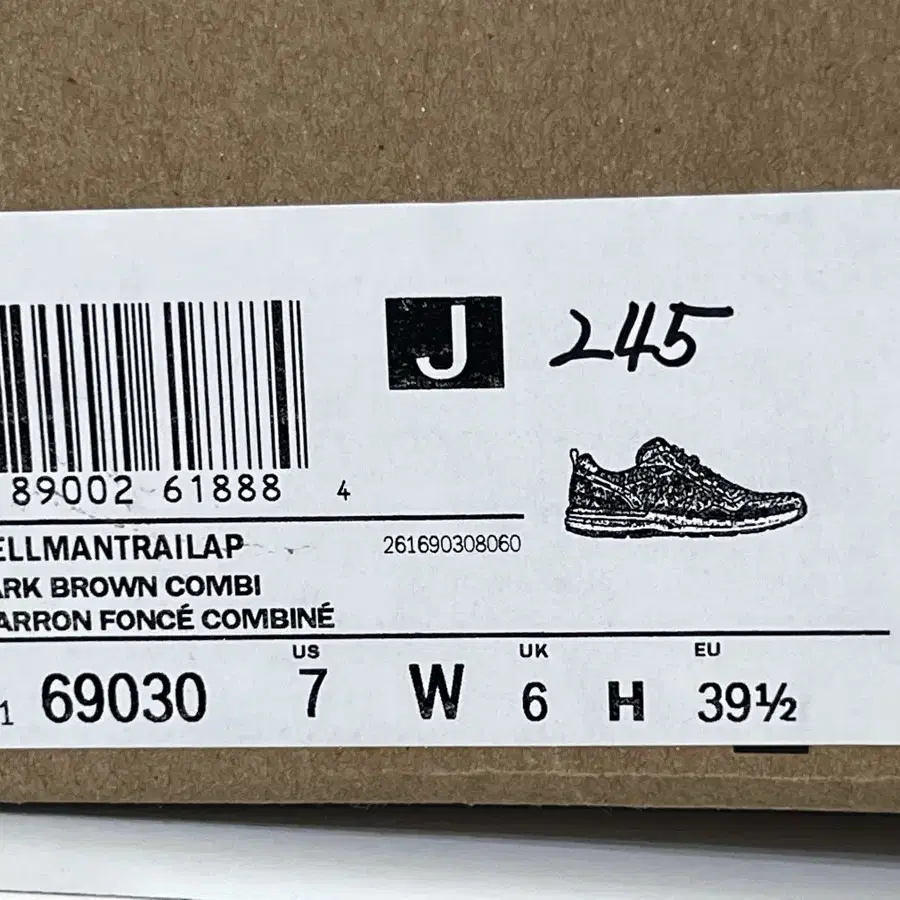 J 245
89002 61888 4
ELLMANTRAILAP
261690308060
ARK BROWN COMBI
ARRON FONCÉ COMBINÉ
US UK EU
1 69030 7 W 6 H 39½